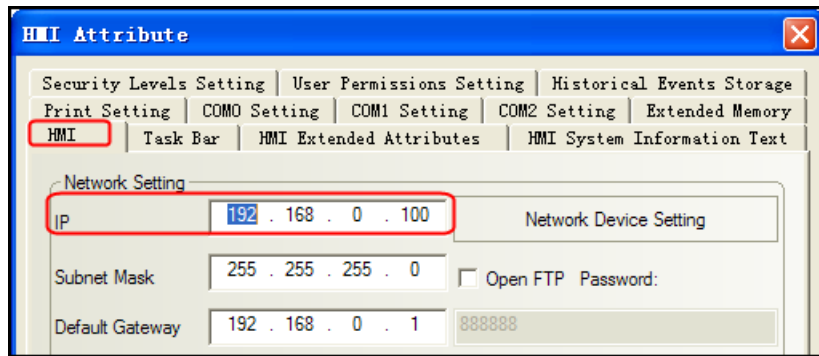 HMI Attribute
Security Levels Setting User Permissions Setting Historical Events Storage
Print Setting COM0 Setting COM1 Setting COM2 Setting Extended Memory
HMI Task Bar HMI Extended Attributes HMI System Information Text
Network Setting
IP 192 . 168 . 0 . 100 Network Device Setting
Subnet Mask 255 . 255 . 255 . 0 Open FTP Password:
Default Gateway 192 . 168 . 0 . 1 888888